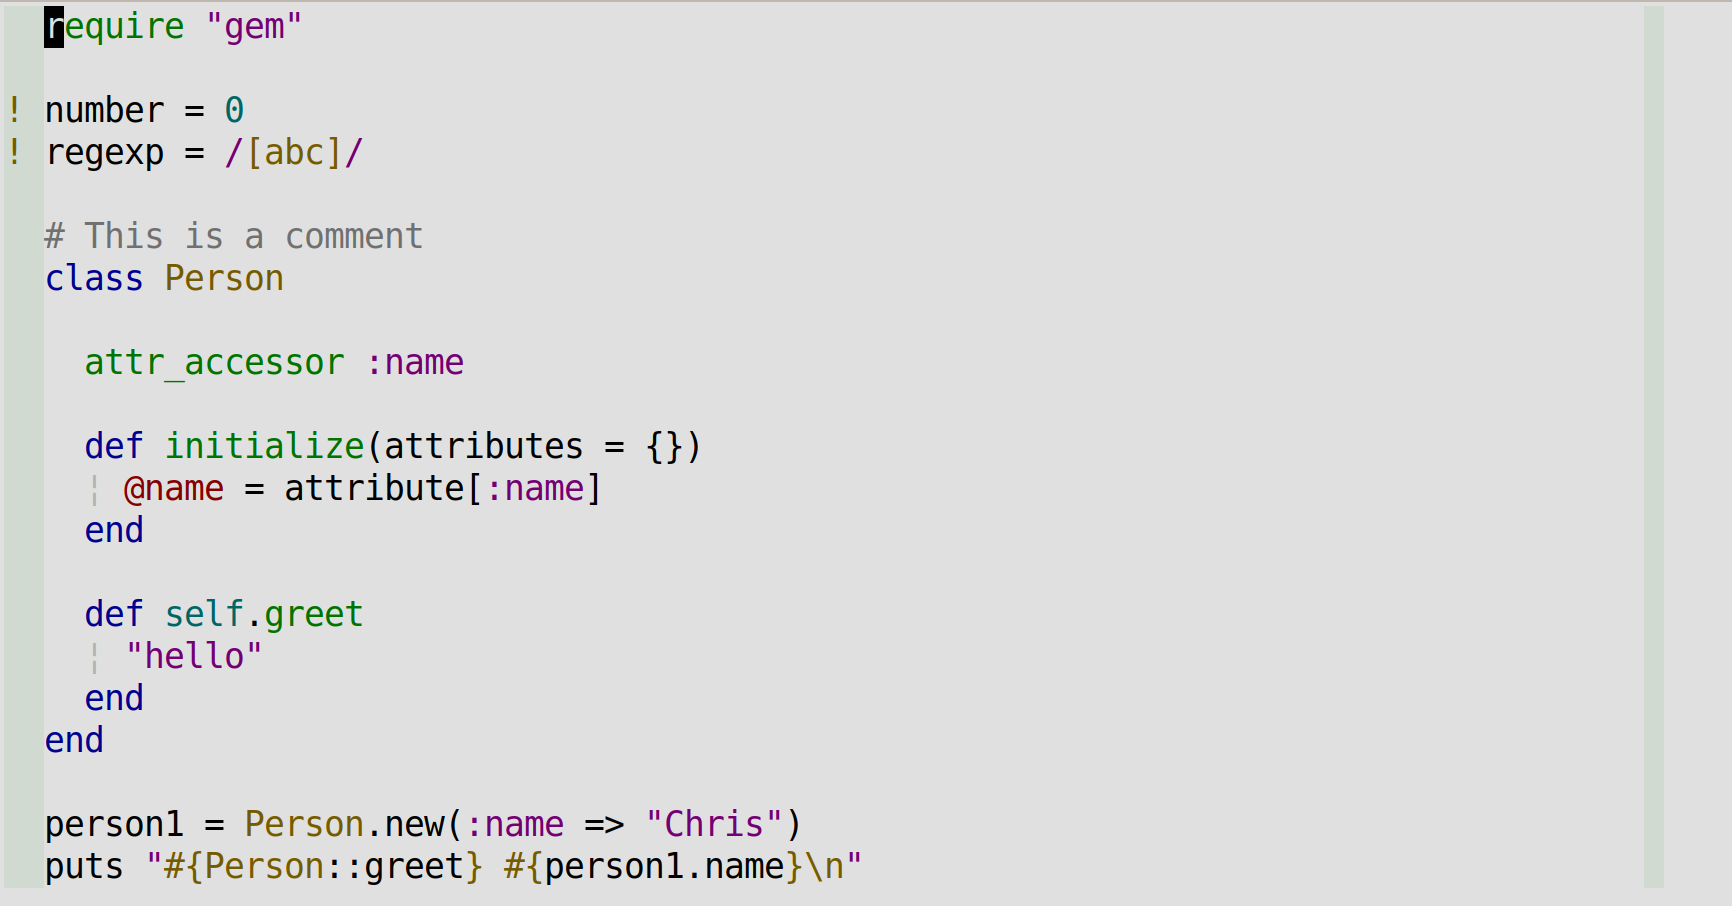 require "gem"

! number = 0
! regexp = /[abc]/

# This is a comment
class Person

  attr_accessor :name

  def initialize(attributes = {})
  ¦ @name = attribute[:name]
  end

  def self.greet
  ¦ "hello"
  end
end

person1 = Person.new(:name => "Chris")
puts "#{Person::greet} #{person1.name}\n"